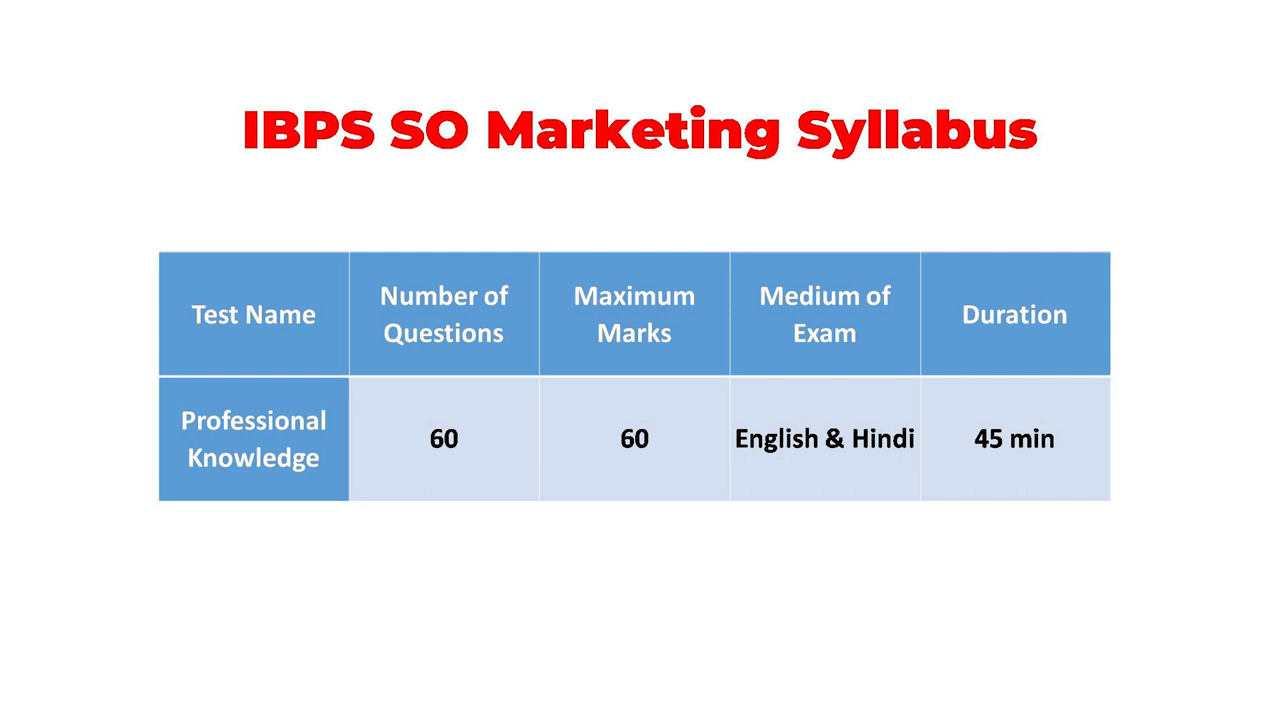 IBPS SO Marketing Syllabus
Test Name
Number of
Questions
Maximum
Marks
Medium of
Exam
Duration
Professional
Knowledge
60
60
English & Hindi
45 min